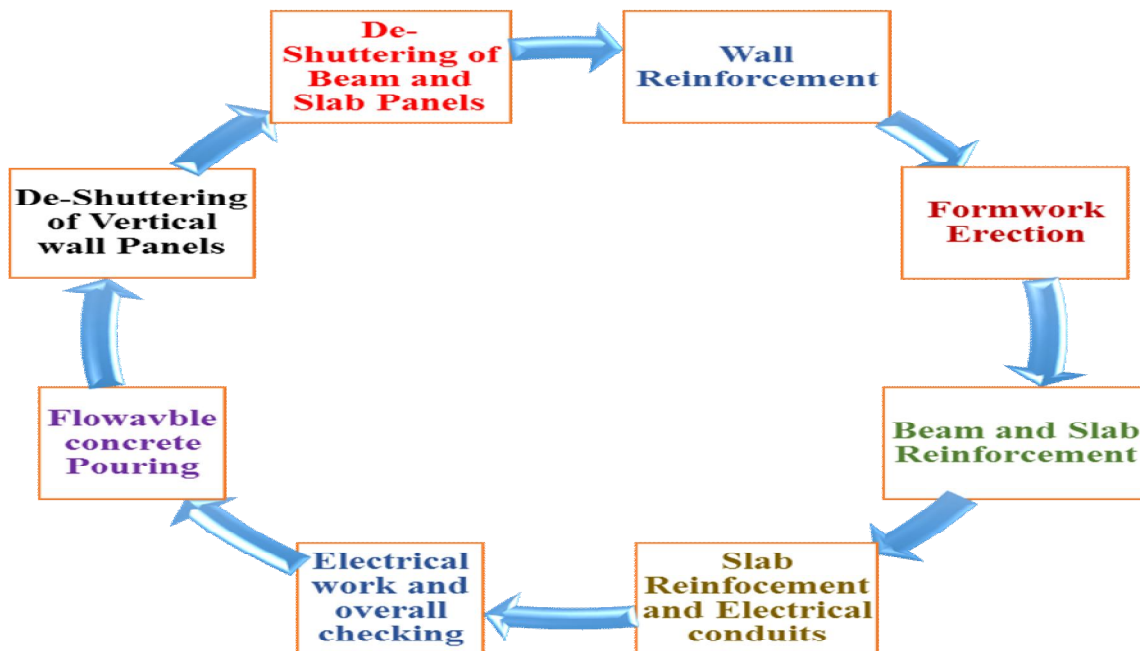 De-
Shuttering of
Beam and
Slab Panels
Wall
Reinforcement
Formwork
Erection
Beam and Slab
Reinforcement
Slab
Reinfocement
and Electrical
conduits
Electrical
work and
overall
checking
Flowavble
concrete
Pouring
De-Shuttering
of Vertical
wall Panels